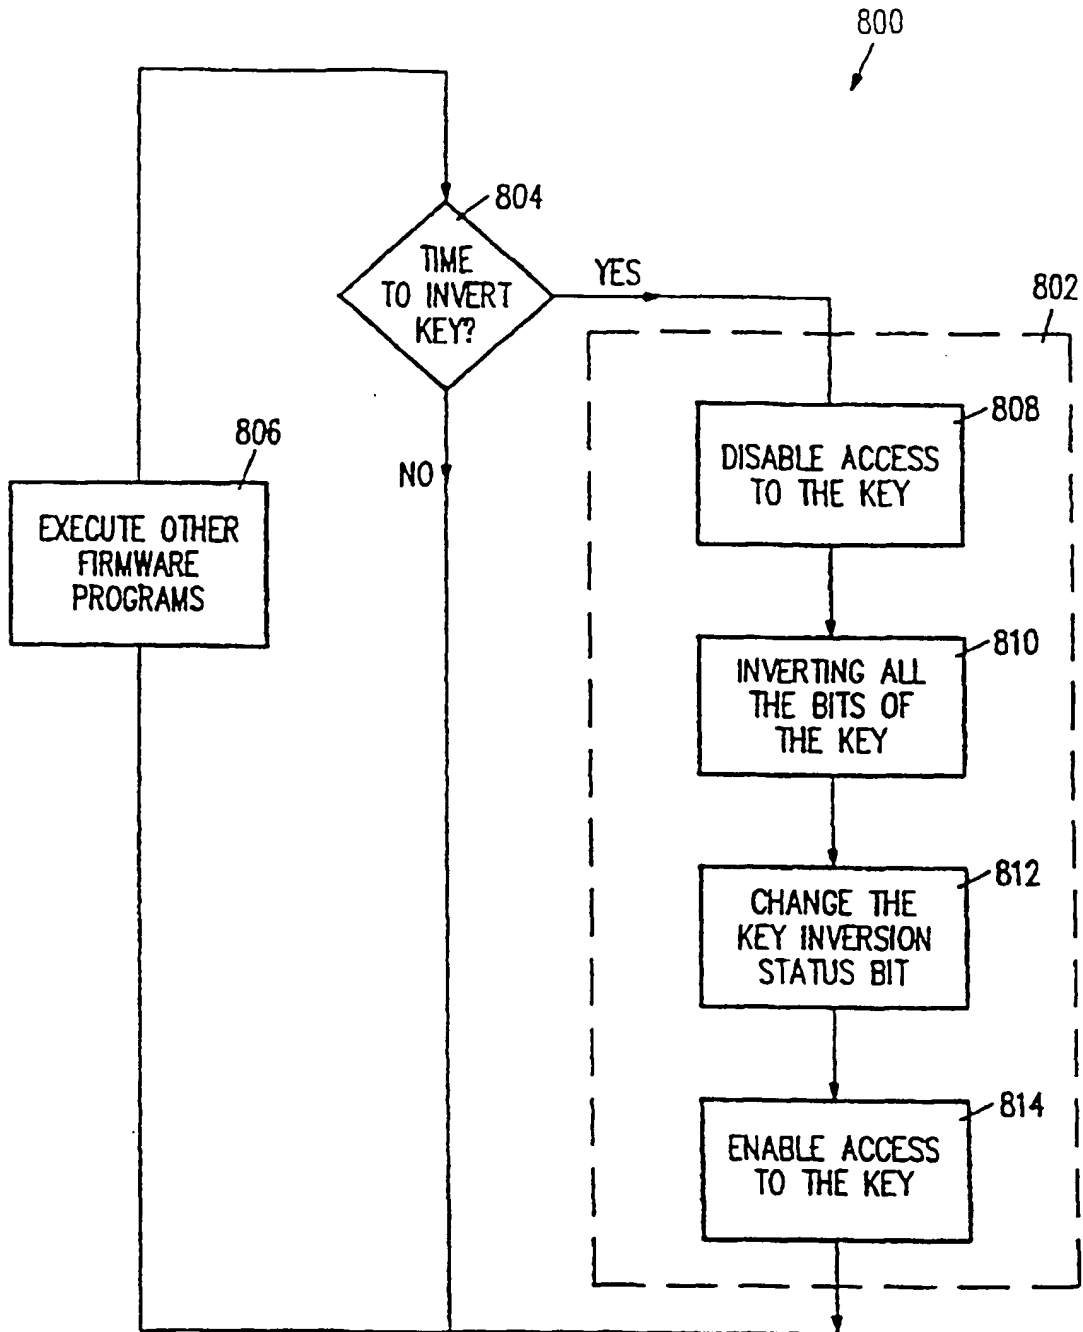 800
804
TIME
TO INVERT
KEY?
YES
802
808
DISABLE ACCESS
TO THE KEY
806
NO
EXECUTE OTHER
FIRMWARE
PROGRAMS
810
INVERTING ALL
THE BITS OF
THE KEY
812
CHANGE THE
KEY INVERSION
STATUS BIT
814
ENABLE ACCESS
TO THE KEY